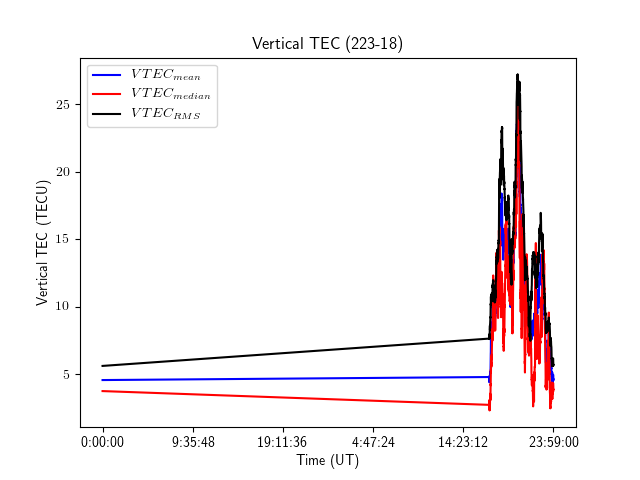 Vertical TEC (223-18)
VTEC_mean
VTEC_median
VTEC_RMS
25
20
15
10
5
Vertical TEC (TECU)
0:00:00 9:35:48 19:11:36 4:47:24 14:23:12 23:59:00
Time (UT)